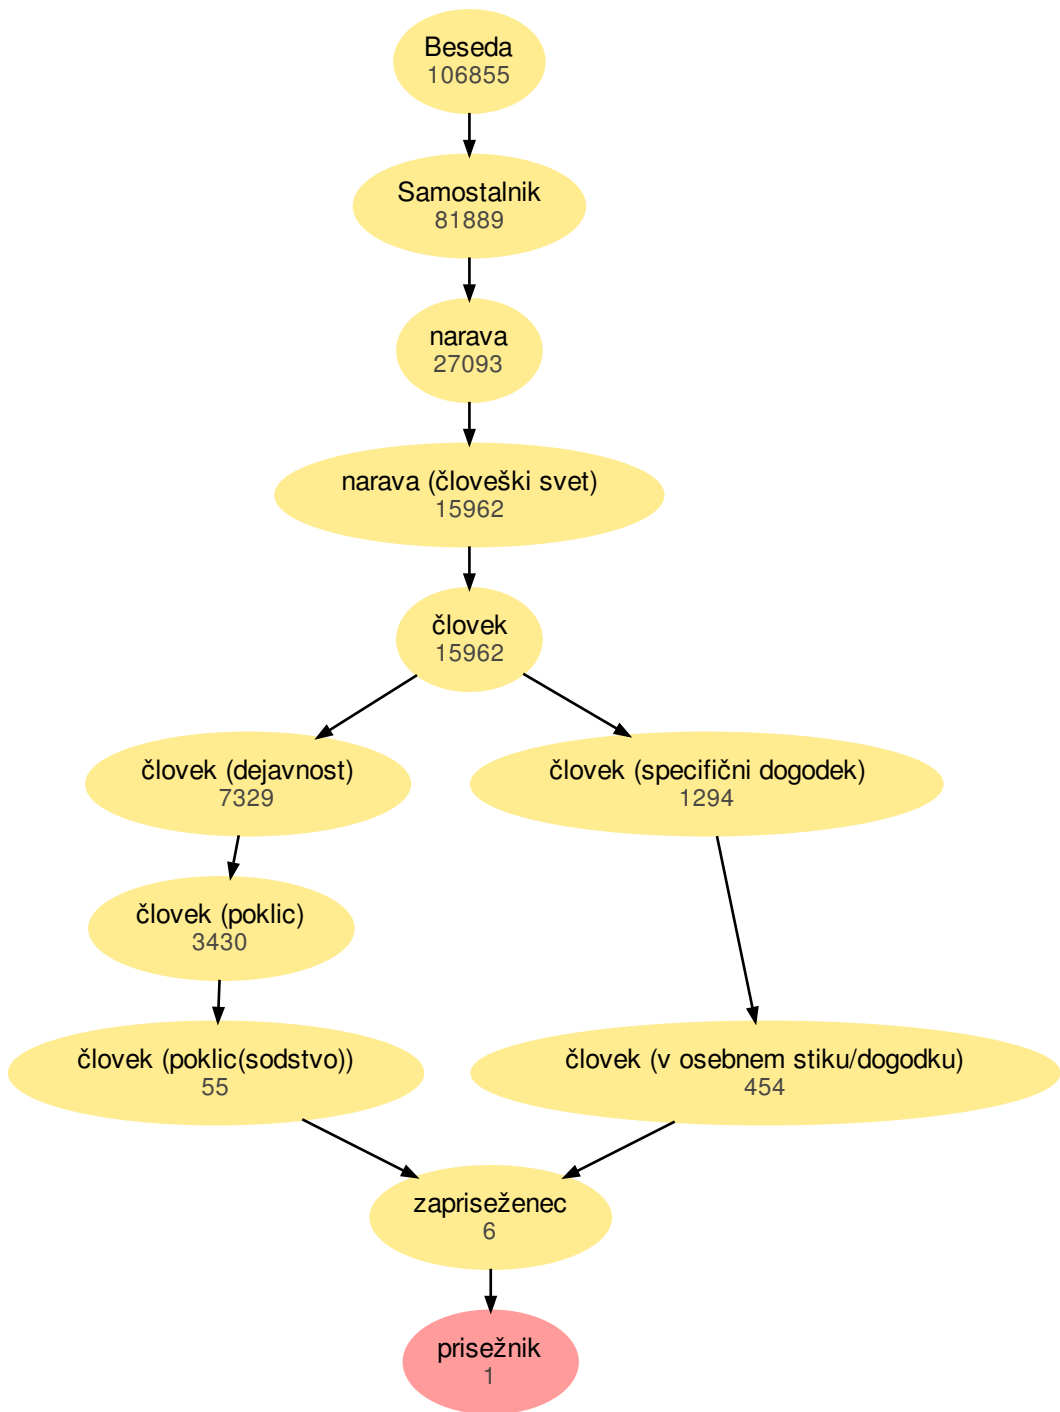 Beseda
106855
Samostalnik
81889
narava
27093
narava (človeški svet)
15962
človek
15962
človek (dejavnost)
7329
človek (specifični dogodek)
1294
človek (poklic)
3430
človek (poklic(sodstvo))
55
človek (v osebnem stiku/dogodku)
454
zapriseženec
6
prisežnik
1